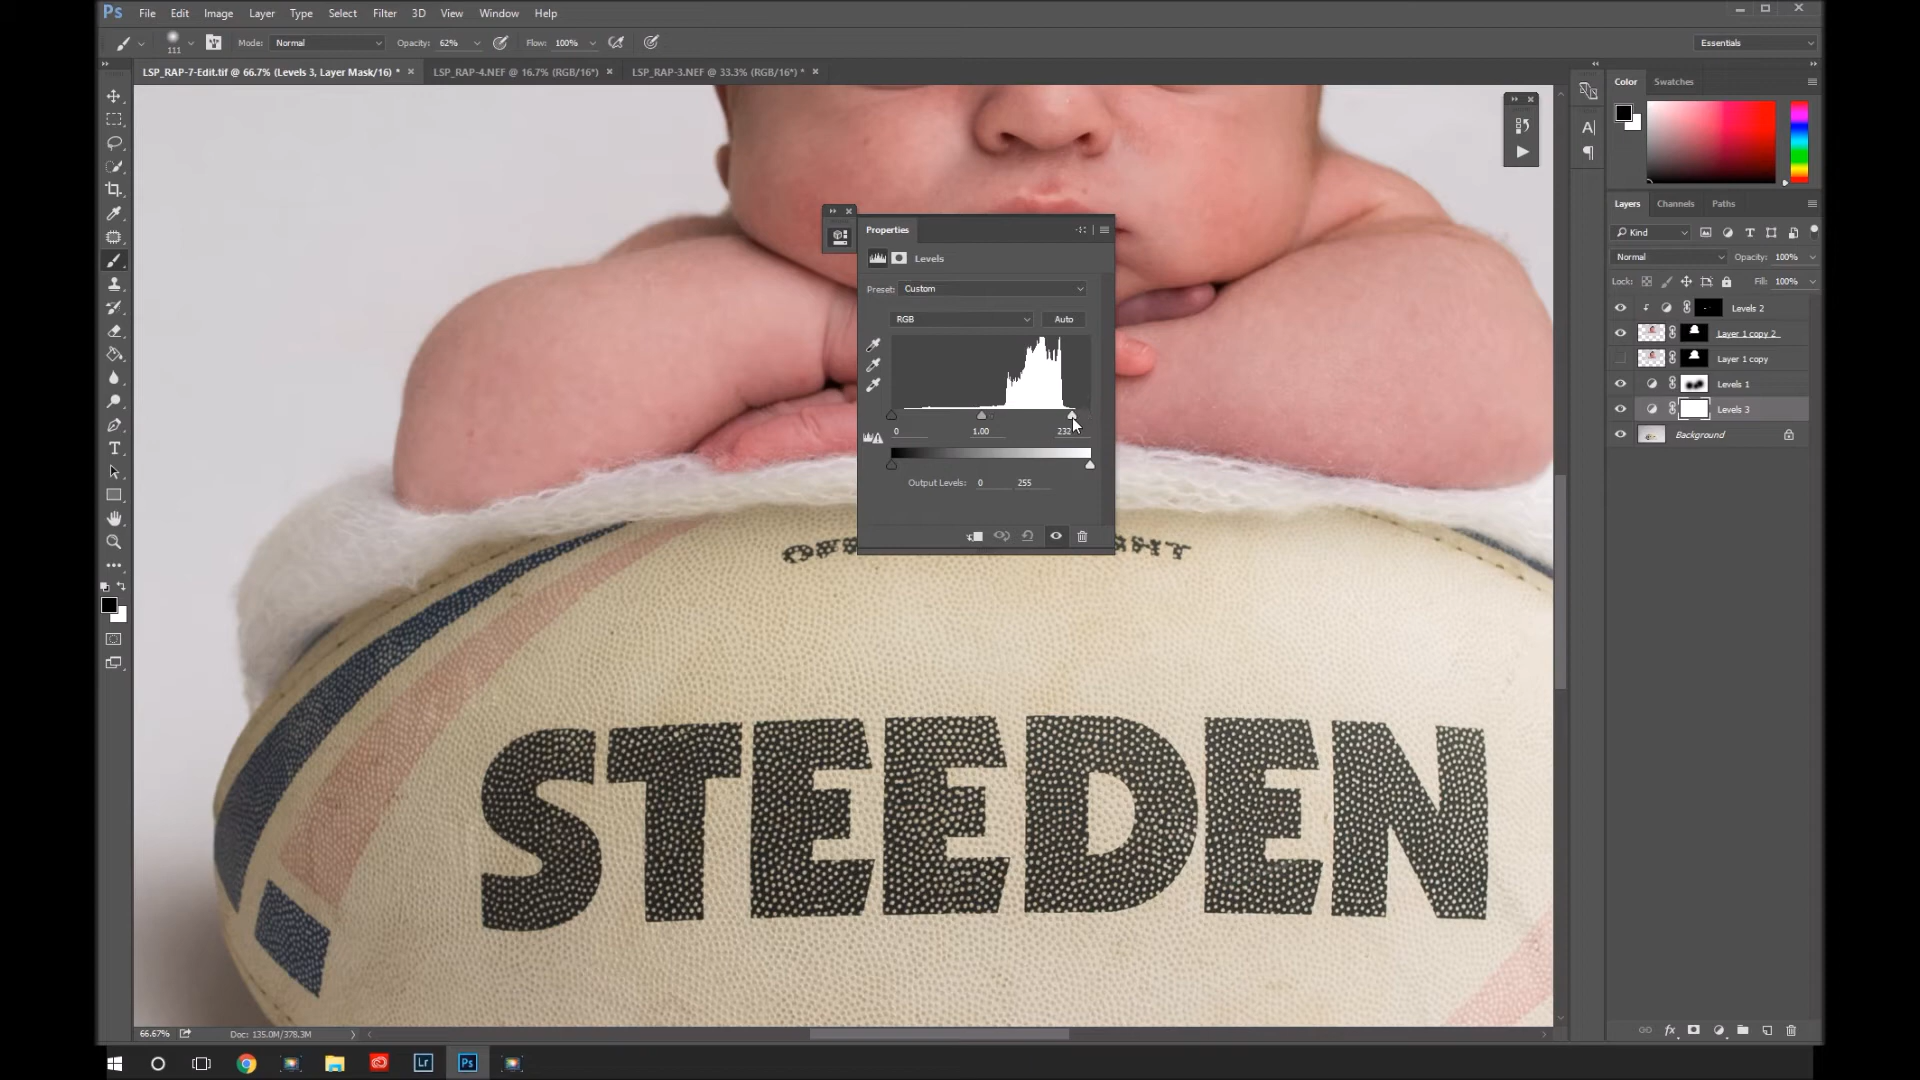 Ps File Edit Image Layer Type Select Filter 3D View Window Help
111 Mode: Normal Opacity: 62% Flow: 100% Essentials
LSP_RAP-7-Edit.tif @ 66.7% (Levels 3, Layer Mask/16) * LSP_RAP-4.NEF @ 16.7% (RGB/16*) LSP_RAP-3.NEF @ 33.3% (RGB/16*) *
Color Swatches
Layers Channels Paths
Kind
Normal Opacity: 100%
Lock: Fill: 100%
Levels 2
Layer 1 copy 2
Layer 1 copy
Levels 1
Levels 3
Background
Properties
Levels
Preset: Custom
RGB Auto
0 1.00 232
Output Levels: 0 255
STEEDEN
66.67% Doc: 135.0M/378.3M
Lr Ps